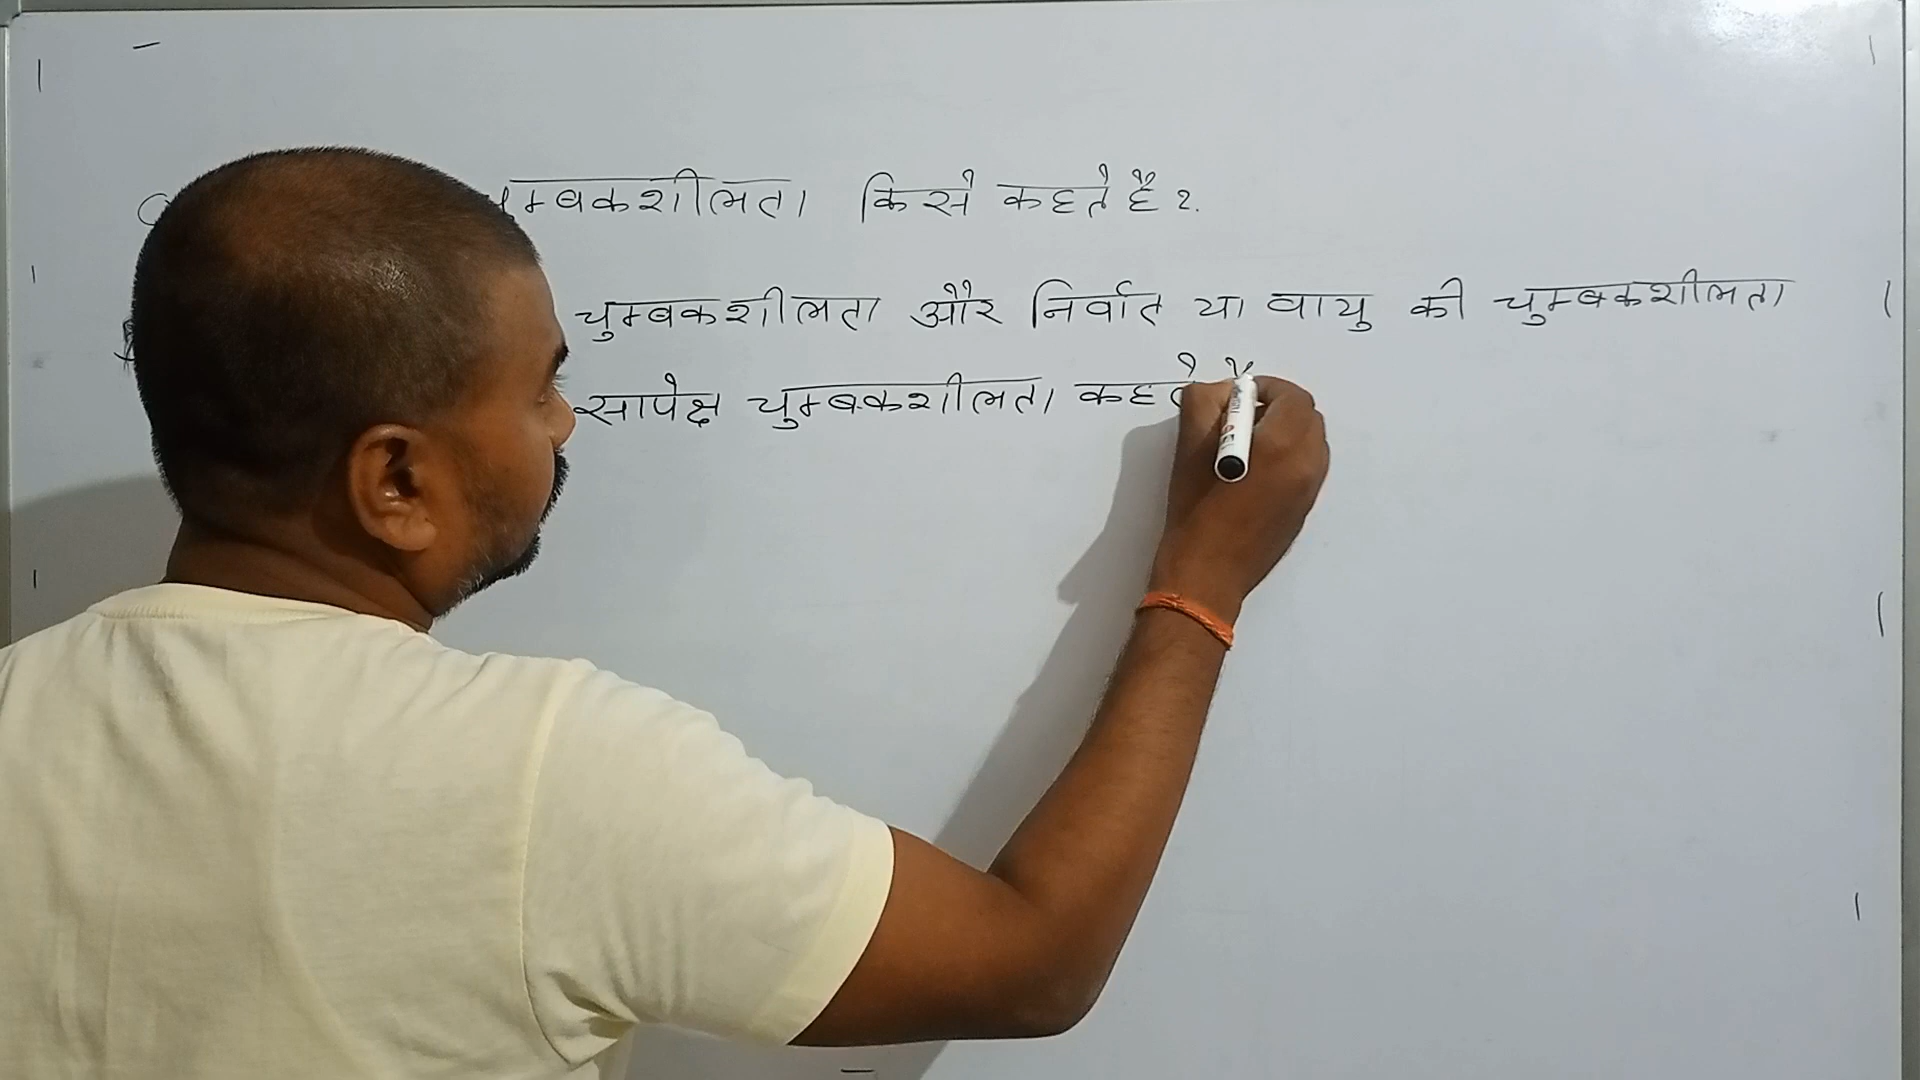 चुम्बकशीलता किसे कहते हैं ?
चुम्बकशीलता और निर्वात या वायु की चुम्बकशीलता
सापेक्ष चुम्बकशीलता कहते